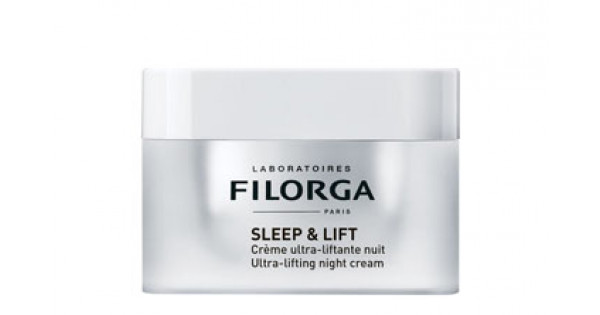 LABORATOIRES
FILORGA
PARIS
SLEEP & LIFT
Crème ultra-liftante nuit
Ultra-lifting night cream